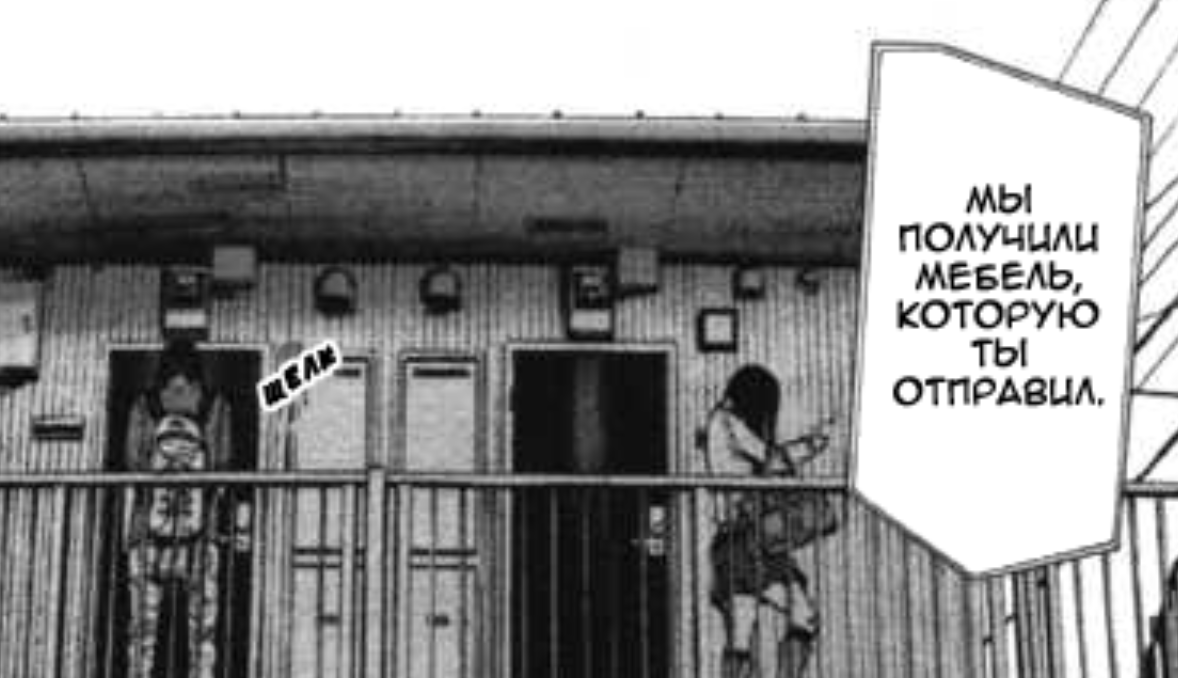 МЫ
ПОЛУЧИЛИ
МЕБЕЛЬ,
КОТОРУЮ
ТЫ
ОТПРАВИЛ.
ЩЕЛК